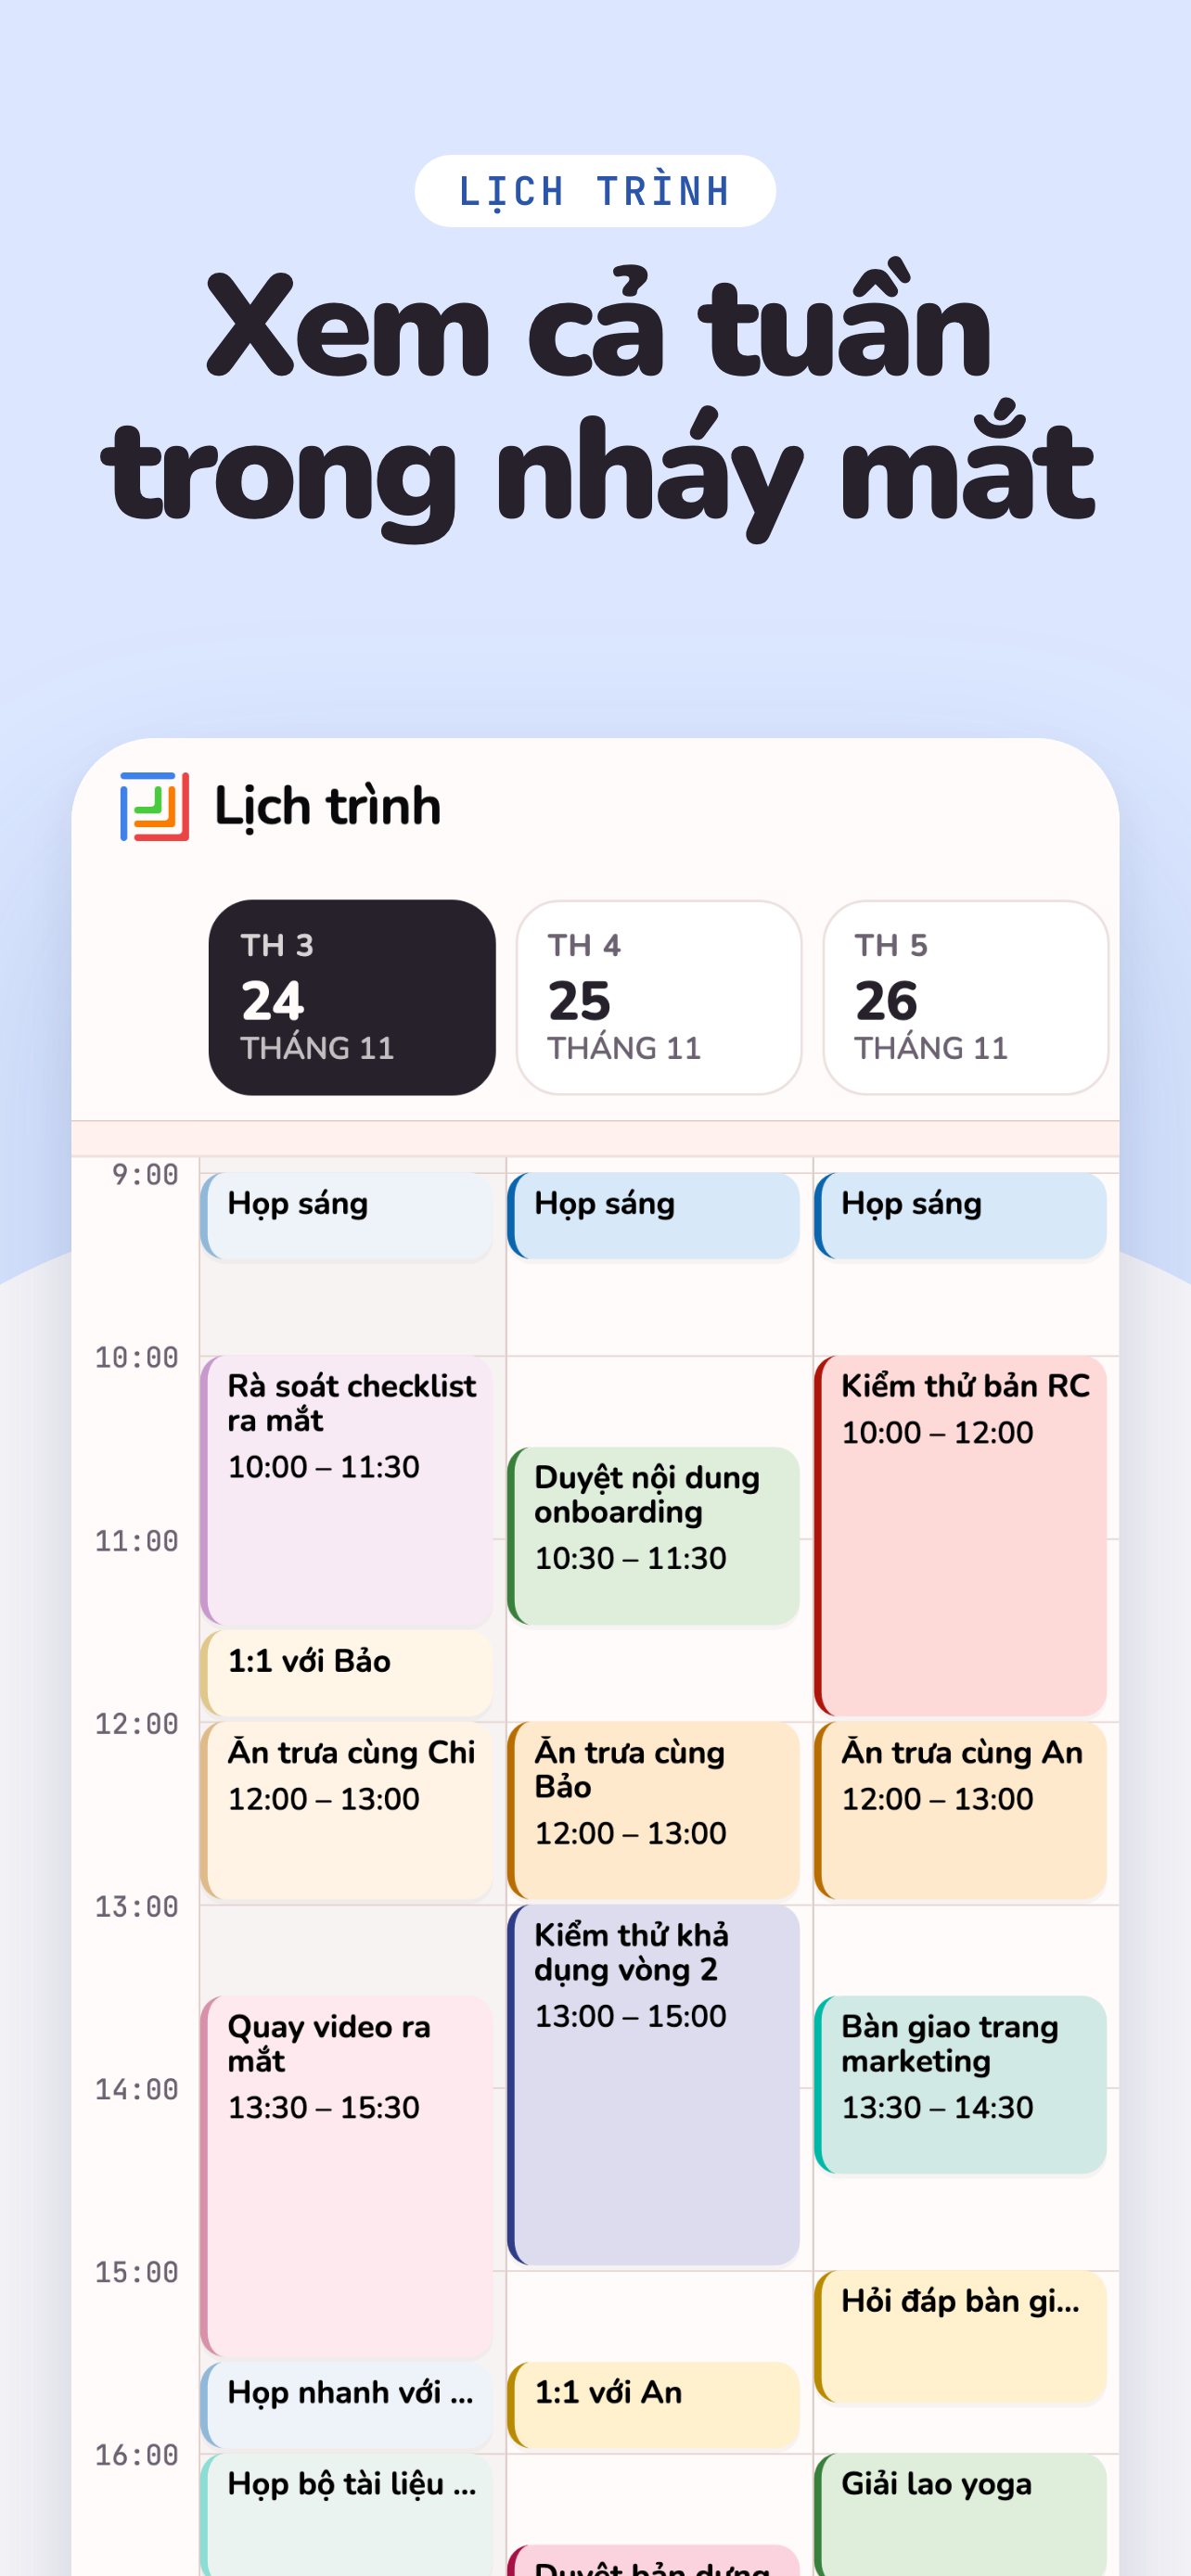 LỊCH TRÌNH
Xem cả tuần
trong nháy mắt
Lịch trình
TH 3
24
THÁNG 11
TH 4
25
THÁNG 11
TH 5
26
THÁNG 11
9:00
Họp sáng
Họp sáng
Họp sáng
10:00
Rà soát checklist
ra mắt
10:00 – 11:30
Kiểm thử bản RC
10:00 – 12:00
Duyệt nội dung
onboarding
10:30 – 11:30
11:00
1:1 với Bảo
12:00
Ăn trưa cùng Chi
12:00 – 13:00
Ăn trưa cùng
Bảo
12:00 – 13:00
Ăn trưa cùng An
12:00 – 13:00
13:00
Kiểm thử khả
dụng vòng 2
13:00 – 15:00
Quay video ra
mắt
13:30 – 15:30
Bàn giao trang
marketing
13:30 – 14:30
14:00
15:00
Hỏi đáp bàn gi...
Họp nhanh với ...
1:1 với An
16:00
Họp bộ tài liệu ...
Giải lao yoga
Duyệt bản dựng